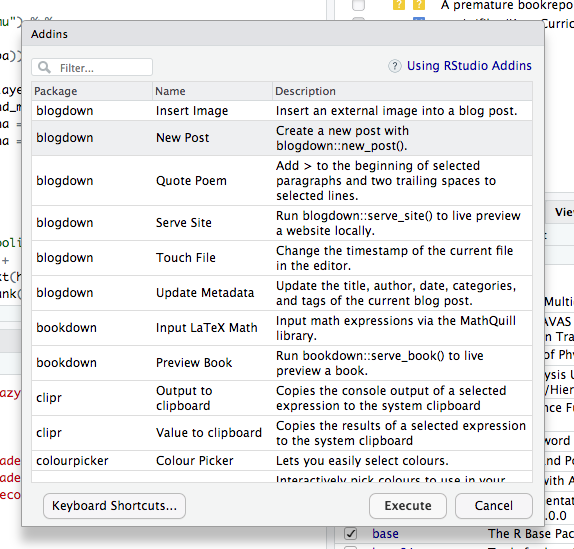 A premature bookrepo
Addins
Filter...
Using RStudio Addins
Package Name Description
blogdown Insert Image Insert an external image into a blog post.
blogdown New Post Create a new post with
blogdown::new_post().
blogdown Quote Poem Add > to the beginning of selected
paragraphs and two trailing spaces to
selected lines.
blogdown Serve Site Run blogdown::serve_site() to live preview
a website locally.
blogdown Touch File Change the timestamp of the current file
in the editor.
blogdown Update Metadata Update the title, author, date, categories,
and tags of the current blog post.
bookdown Input LaTeX Math Input math expressions via the MathQuill
library.
bookdown Preview Book Run bookdown::serve_book() to live
preview a book.
clipr Output to
clipboard Copies the console output of a selected
expression to the system clipboard
clipr Value to clipboard Copies the results of a selected expression
to the system clipboard
colourpicker Colour Picker Lets you easily select colours.
Interactively pick colours to use in your
Keyboard Shortcuts... Execute Cancel
base The R Base Pac